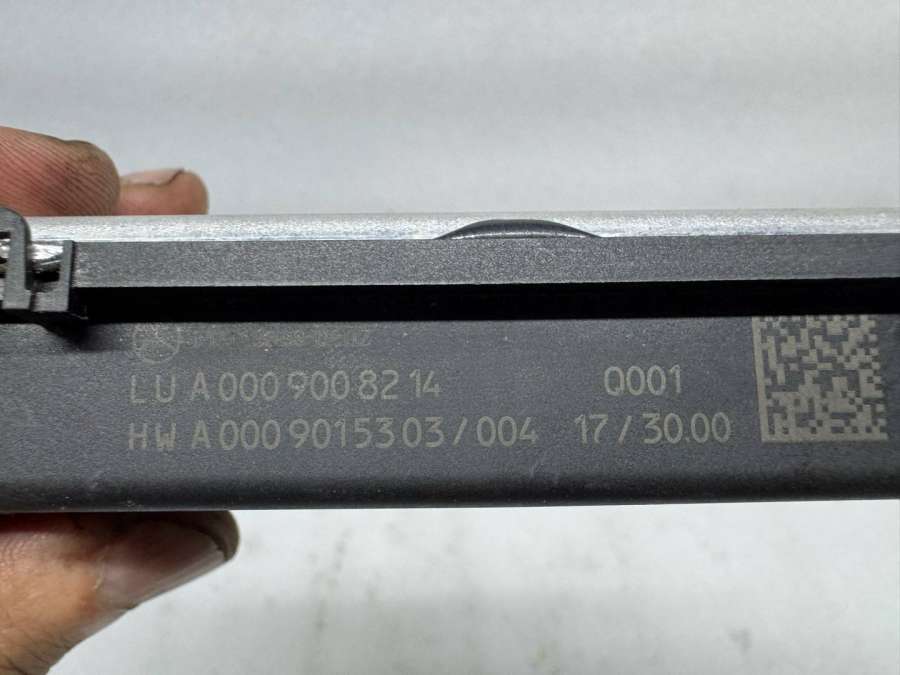 LU A 000 900 82 14 Q001
HW A 000 901 53 03 / 004 17 / 30.00